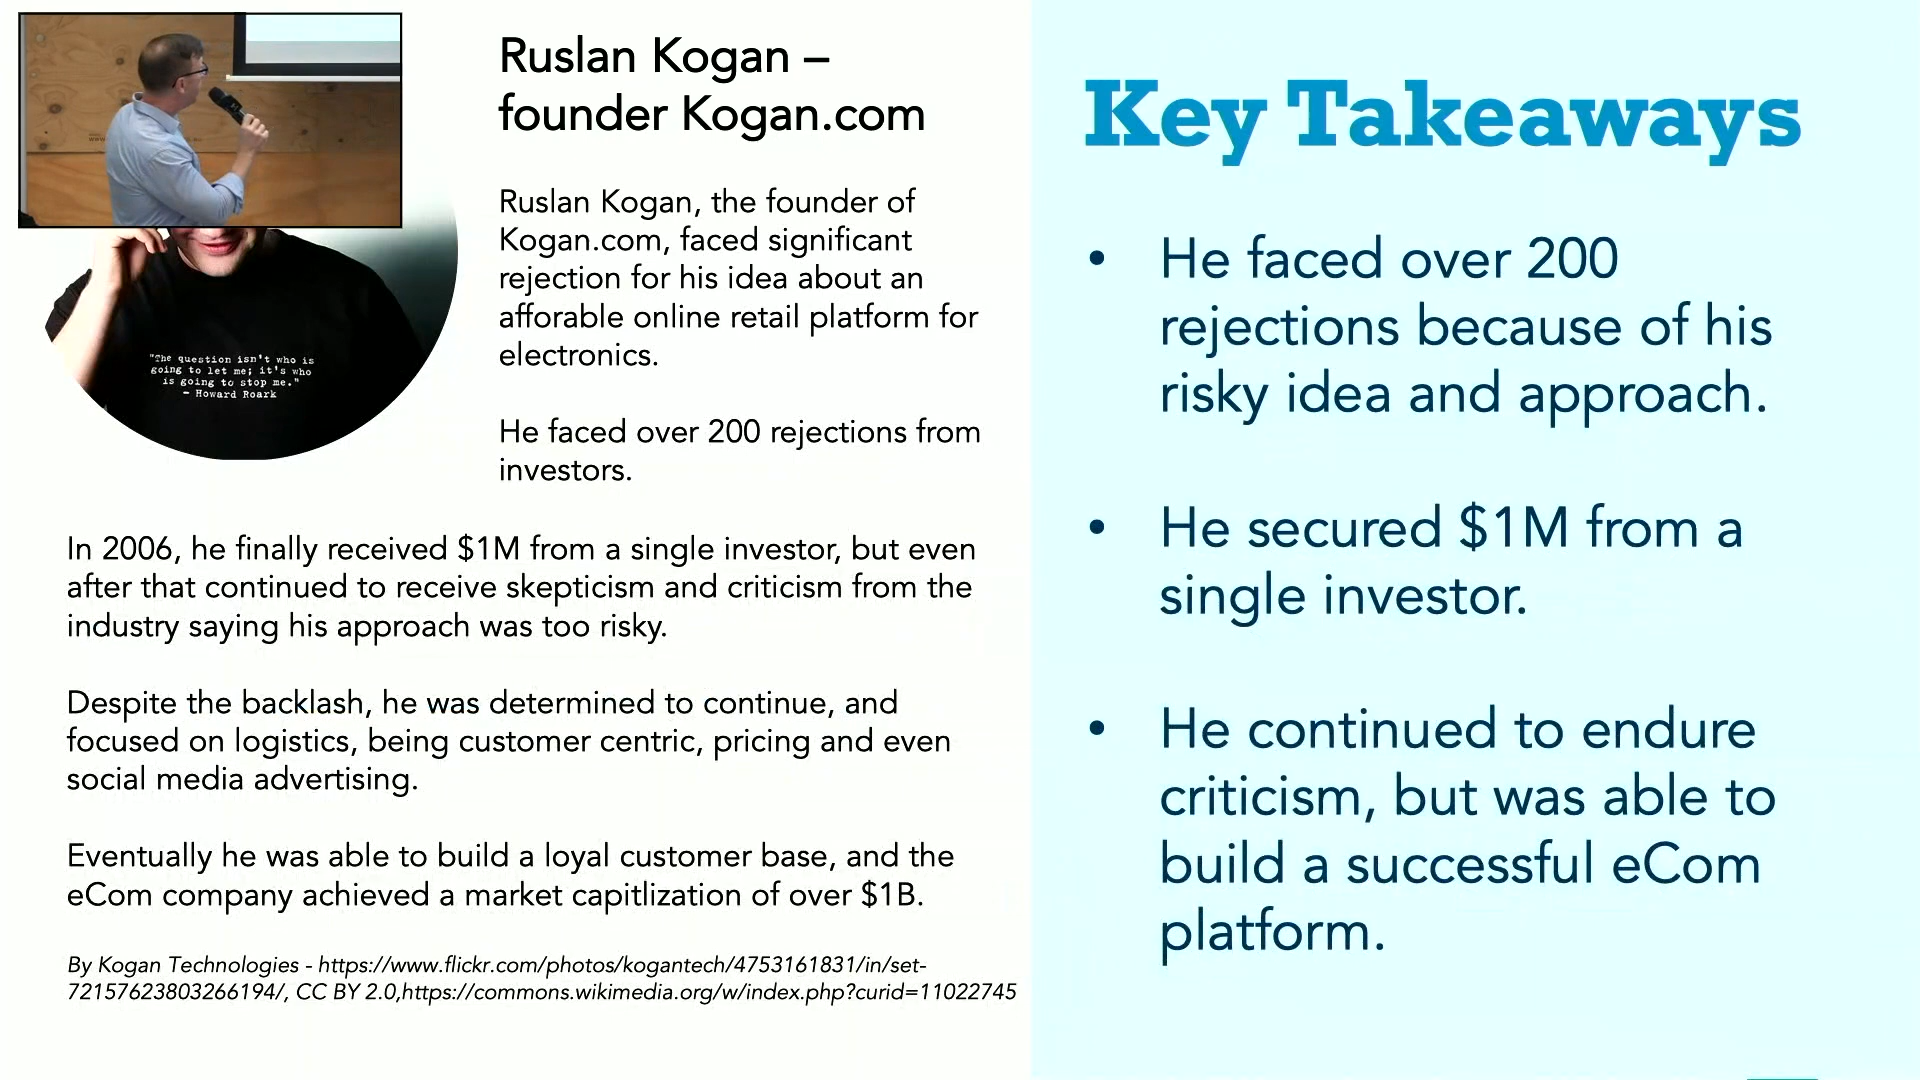 Ruslan Kogan –
founder Kogan.com
Ruslan Kogan, the founder of
Kogan.com, faced significant
rejection for his idea about an
afforable online retail platform for
electronics.
He faced over 200 rejections from
investors.
"The question isn't who is
going to let me; it's who
is going to stop me."
- Howard Roark
In 2006, he finally received $1M from a single investor, but even
after that continued to receive skepticism and criticism from the
industry saying his approach was too risky.
Despite the backlash, he was determined to continue, and
focused on logistics, being customer centric, pricing and even
social media advertising.
Eventually he was able to build a loyal customer base, and the
eCom company achieved a market capitlization of over $1B.
By Kogan Technologies - https://www.flickr.com/photos/kogantech/4753161831/in/set-
72157623803266194/, CC BY 2.0,https://commons.wikimedia.org/w/index.php?curid=11022745
Key Takeaways
• He faced over 200
rejections because of his
risky idea and approach.
• He secured $1M from a
single investor.
• He continued to endure
criticism, but was able to
build a successful eCom
platform.